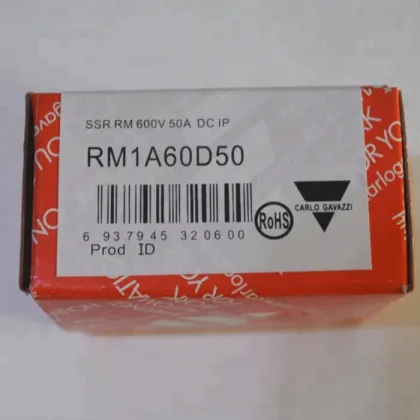 SSR RM 600V 50A DC IP
RM1A60D50
6 937945 320600
Prod ID
RoHS
CARLO GAVAZZI